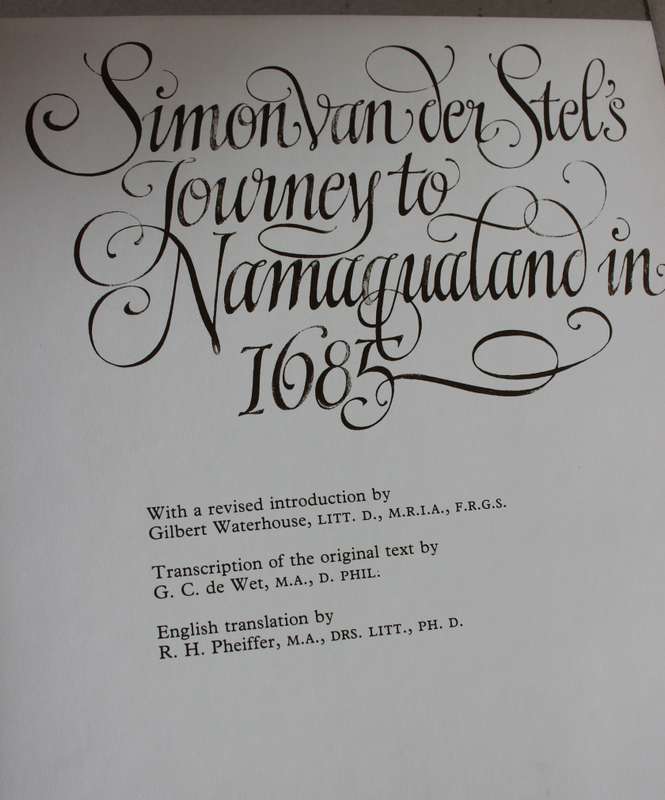 Simon van der Stel's
Journey to
Namaqualand in
1685
With a revised introduction by
Gilbert Waterhouse, LITT. D., M.R.I.A., F.R.G.S.
Transcription of the original text by
G. C. de Wet, M.A., D. PHIL.
English translation by
R. H. Pheiffer, M.A., DRS. LITT., PH. D.